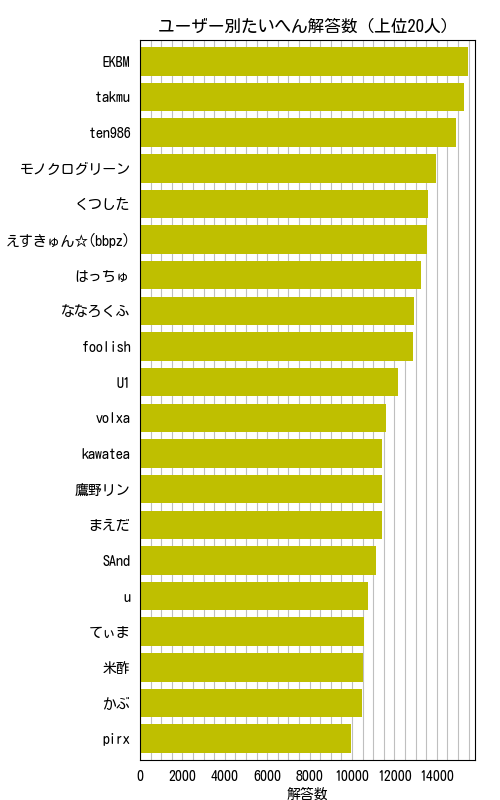 ユーザー別たいへん解答数 (上位20人)
EKBM
takmu
ten986
モノクログリーン
くつした
えすきゅん☆(bbpz)
はっちゅ
ななろくふ
foolish
U1
volxa
kawatea
鷹野リン
まえだ
SAnd
u
てぃま
米酢
かぶ
pirx
0 2000 4000 6000 8000 10000 12000 14000
解答数